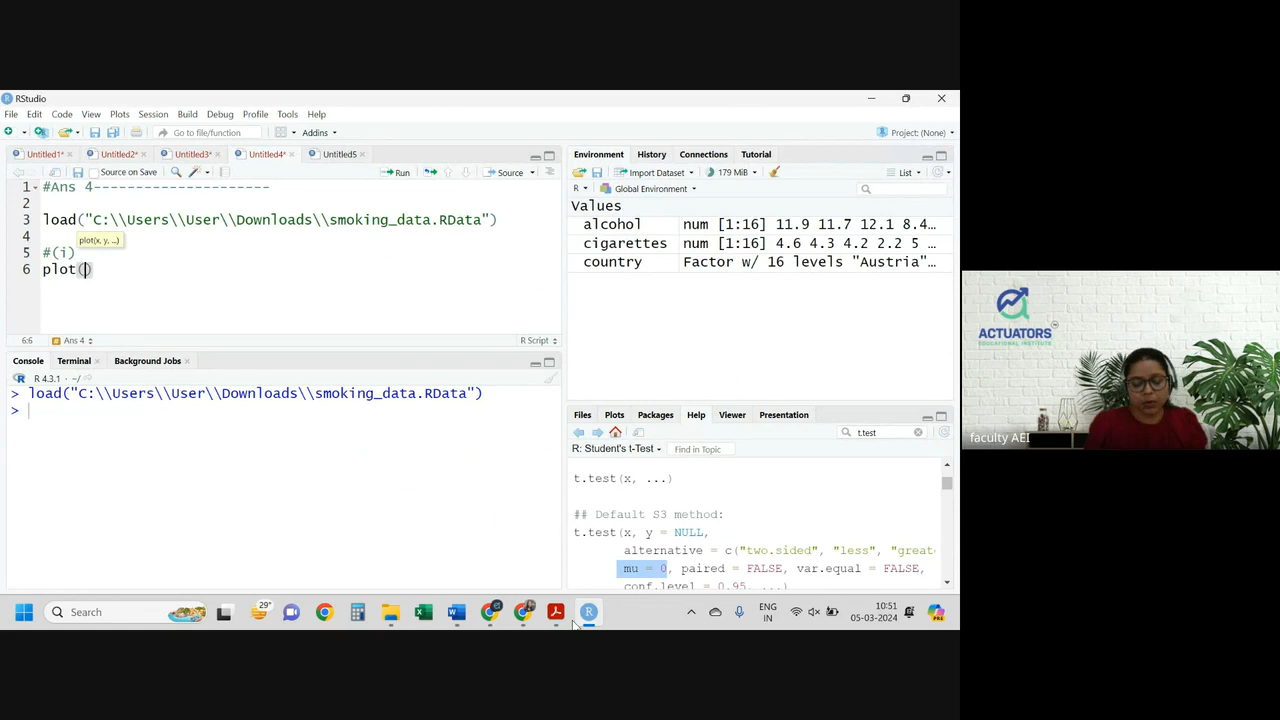 RStudio
File Edit Code View Plots Session Build Debug Profile Tools Help
Go to file/function Addins Project: (None)
Untitled1* Untitled2* Untitled3* Untitled4* Untitled5
Source on Save Run Source
1 #Ans 4---------------------
2
3 load("C:\\Users\\User\\Downloads\\smoking_data.RData")
4
plot(x, y, ...)
5 #(i)
6 plot()
6:6 Ans 4 R Script
Console Terminal Background Jobs
R 4.3.1 · ~/
> load("C:\\Users\\User\\Downloads\\smoking_data.RData")
>
Environment History Connections Tutorial
Import Dataset 179 MiB List
R Global Environment
Values
alcohol num [1:16] 11.9 11.7 12.1 8.4…
cigarettes num [1:16] 4.6 4.3 4.2 2.2 5 …
country Factor w/ 16 levels "Austria"…
Files Plots Packages Help Viewer Presentation
t.test
R: Student's t-Test Find in Topic
t.test(x, ...)
## Default S3 method:
t.test(x, y = NULL,
alternative = c("two.sided", "less", "great
mu = 0, paired = FALSE, var.equal = FALSE,
conf.level = 0.95, ...)
Search 29° ENG
IN
10:51
05-03-2024
ACTUATORS
EDUCATIONAL INSTITUTE
faculty AEI